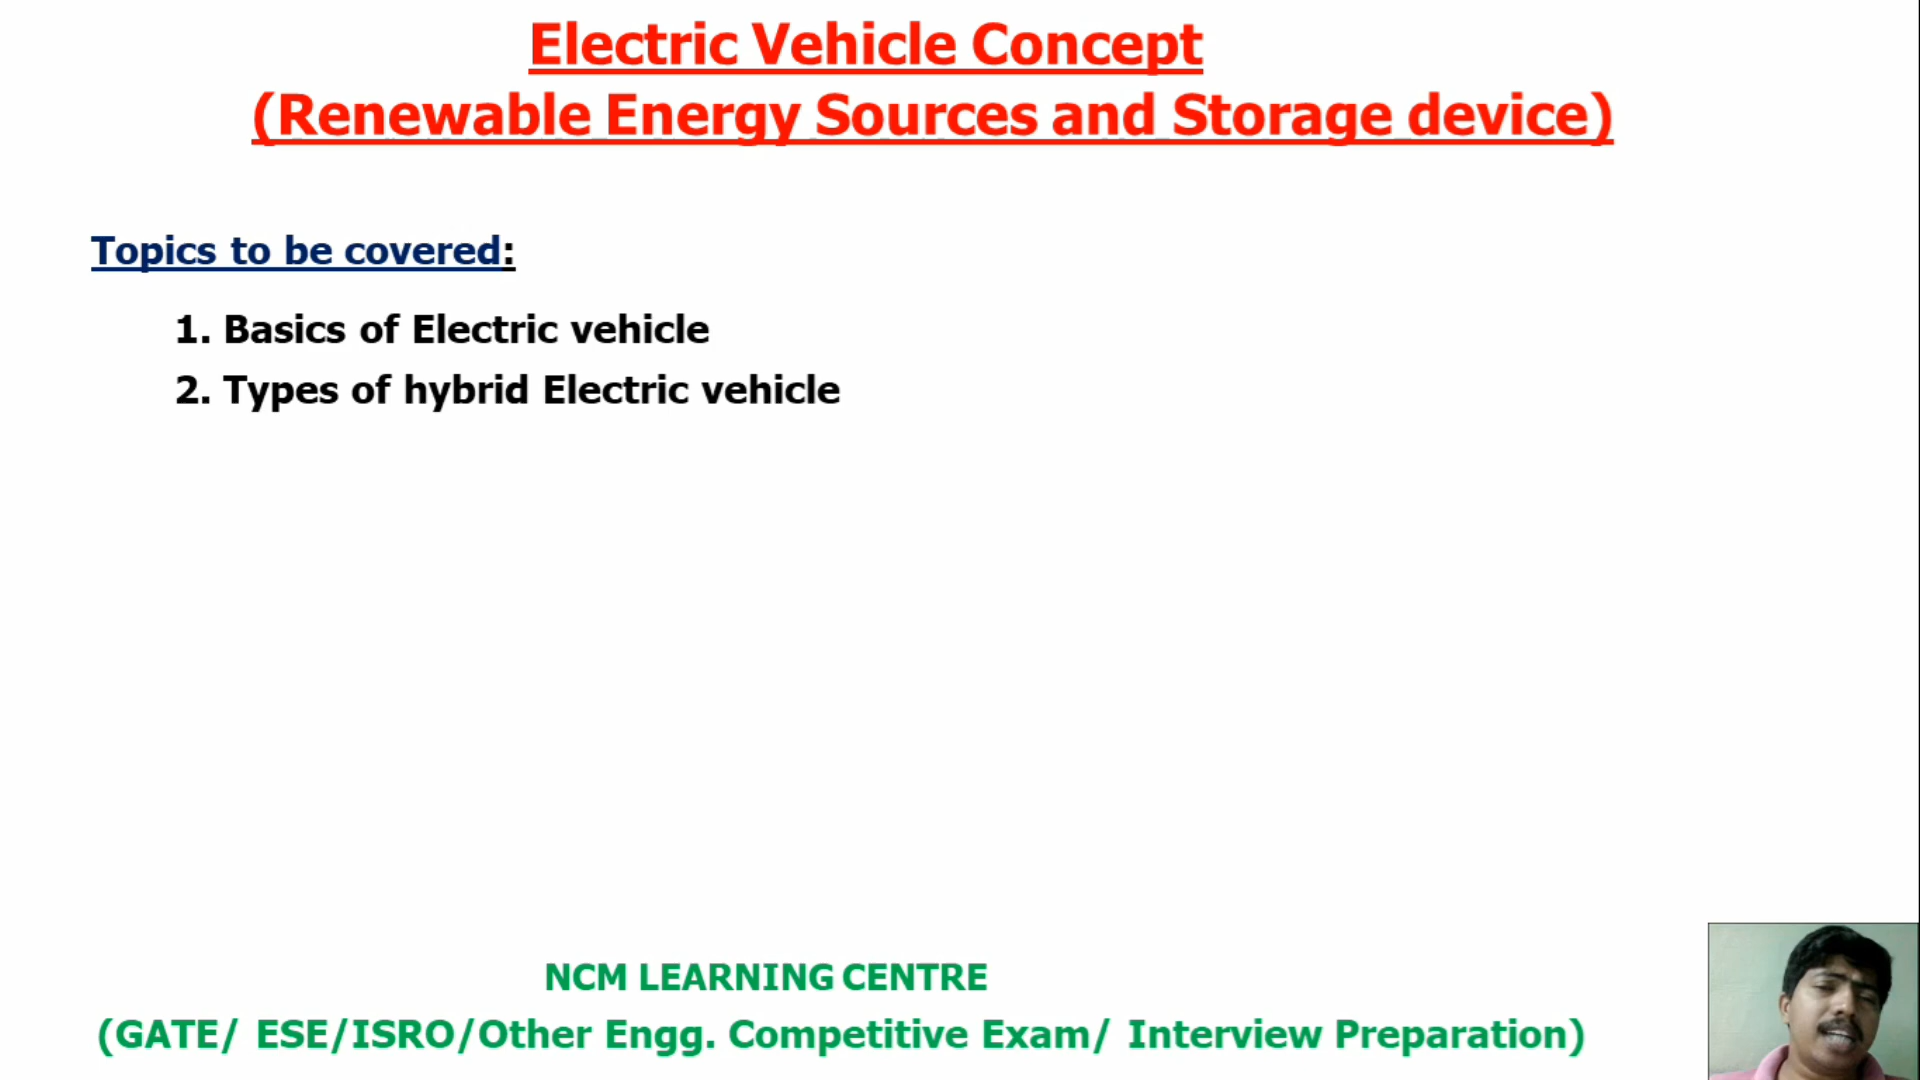 Electric Vehicle Concept
(Renewable Energy Sources and Storage device)
Topics to be covered:
1. Basics of Electric vehicle
2. Types of hybrid Electric vehicle
NCM LEARNING CENTRE
(GATE/ ESE/ISRO/Other Engg. Competitive Exam/ Interview Preparation)